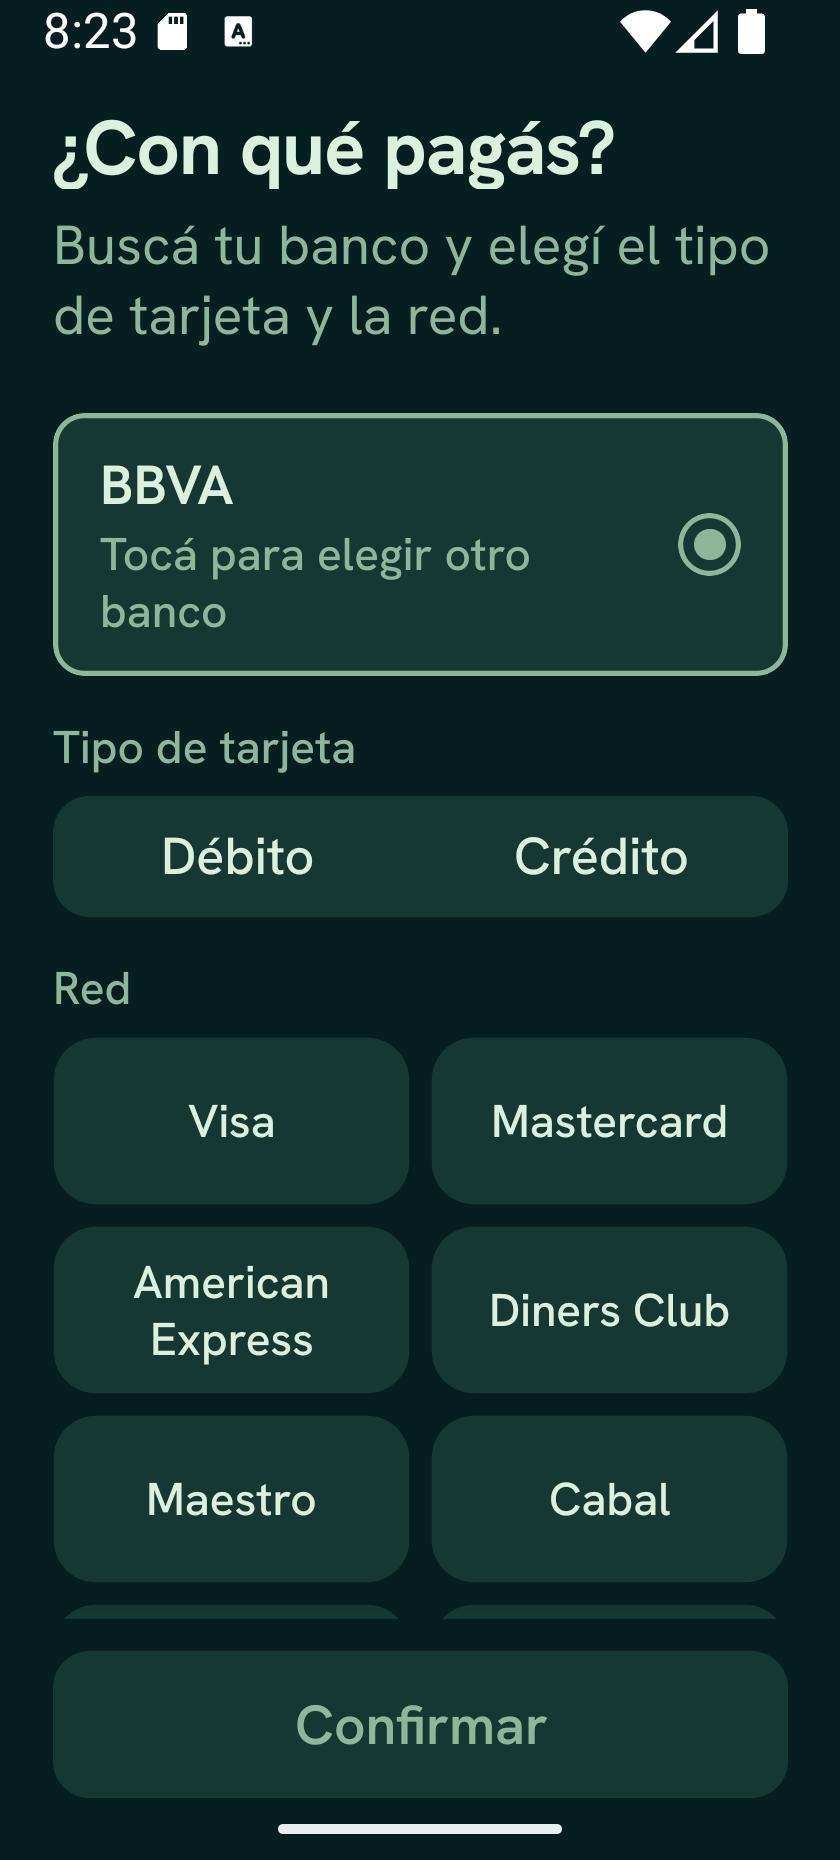 8:23
¿Con qué pagás?
Buscá tu banco y elegí el tipo
de tarjeta y la red.
BBVA
Tocá para elegir otro
banco
Tipo de tarjeta
Débito Crédito
Red
Visa Mastercard
American
Express
Diners Club
Maestro Cabal
Confirmar